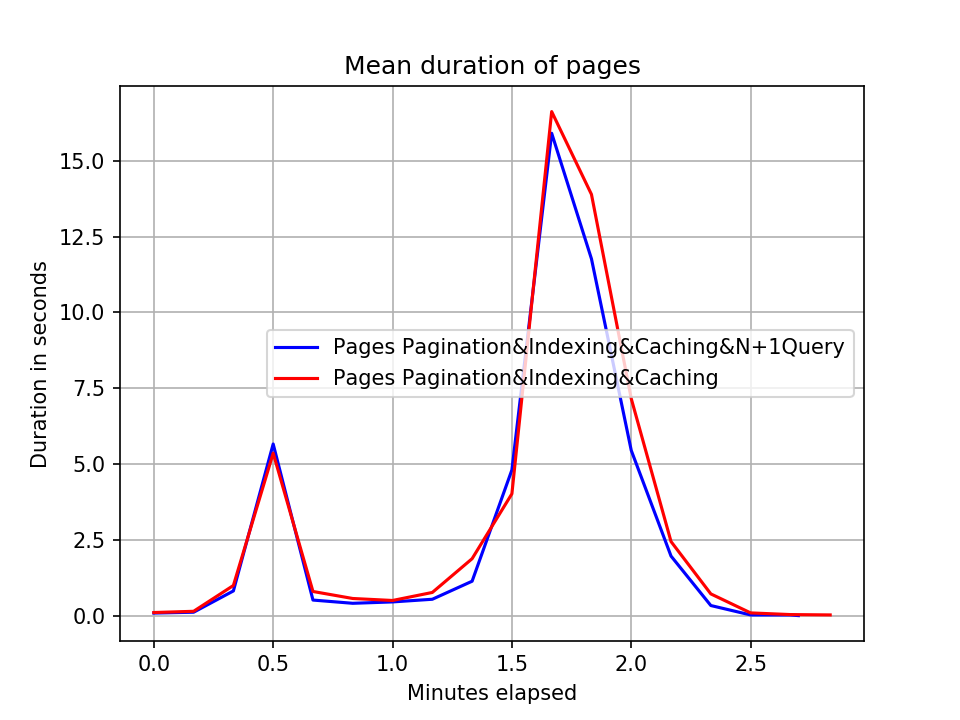 Mean duration of pages
Duration in seconds
15.0
12.5
10.0
7.5
5.0
2.5
0.0
Pages Pagination&Indexing&Caching&N+1Query
Pages Pagination&Indexing&Caching
0.0 0.5 1.0 1.5 2.0 2.5
Minutes elapsed